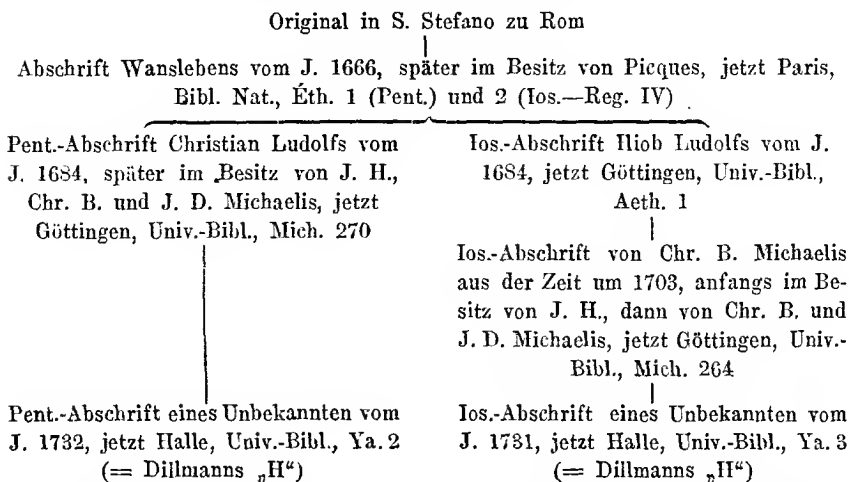 Original in S. Stefano zu Rom
Abschrift Wanslebens vom J. 1666, später im Besitz von Picques, jetzt Paris,
Bibl. Nat., Éth. 1 (Pent.) und 2 (Ios.—Reg. IV)
Pent.-Abschrift Christian Ludolfs vom
J. 1684, später im Besitz von J. H.,
Chr. B. und J. D. Michaelis, jetzt
Göttingen, Univ.-Bibl., Mich. 270
Ios.-Abschrift Hiob Ludolfs vom J.
1684, jetzt Göttingen, Univ.-Bibl.,
Aeth. 1
Ios.-Abschrift von Chr. B. Michaelis
aus der Zeit um 1703, anfangs im Be-
sitz von J. H., dann von Chr. B. und
J. D. Michaelis, jetzt Göttingen, Univ.-
Bibl., Mich. 264
Pent.-Abschrift eines Unbekannten vom
J. 1732, jetzt Halle, Univ.-Bibl., Ya. 2
(= Dillmanns „H“)
Ios.-Abschrift eines Unbekannten vom
J. 1731, jetzt Halle, Univ.-Bibl., Ya. 3
(= Dillmanns „H“)